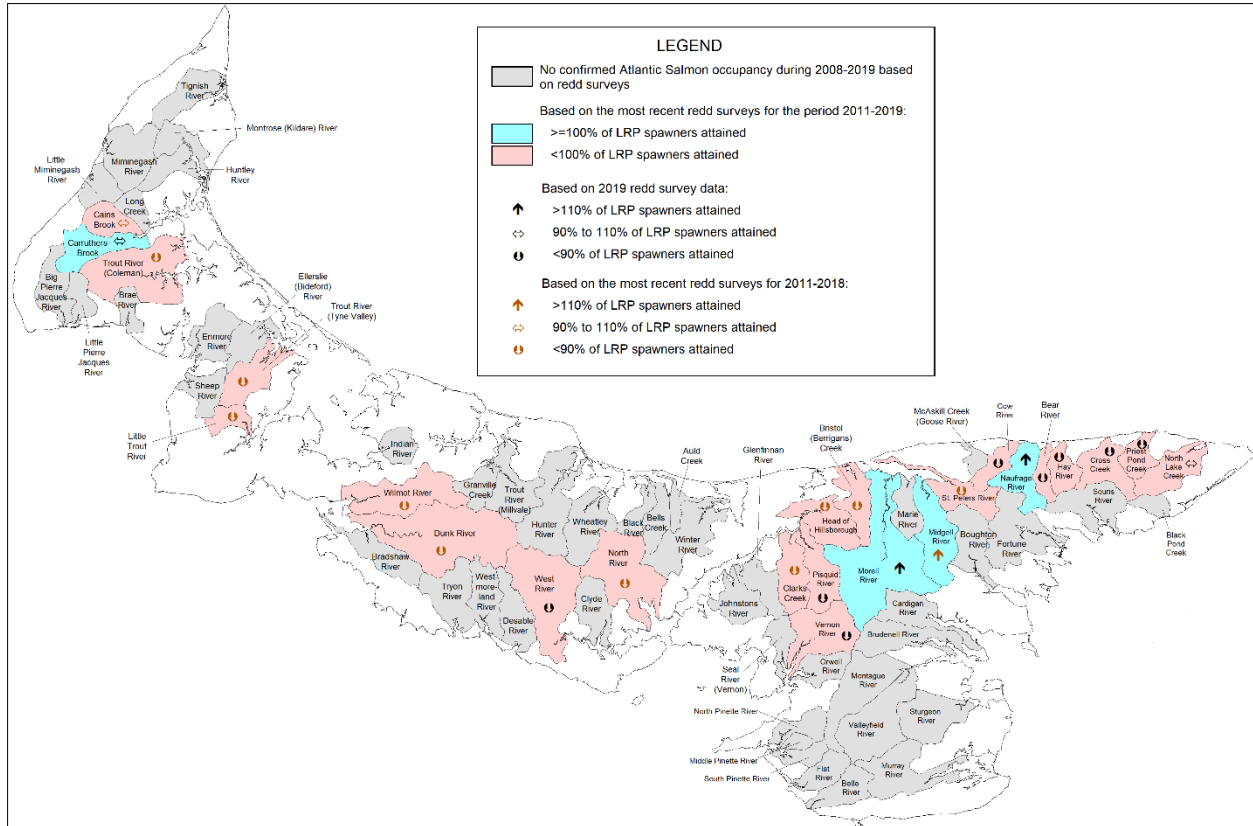 LEGEND
No confirmed Atlantic Salmon occupancy during 2008-2019 based
on redd surveys
Based on the most recent redd surveys for the period 2011-2019:
>=100% of LRP spawners attained
<100% of LRP spawners attained
Based on 2019 redd survey data:
>110% of LRP spawners attained
90% to 110% of LRP spawners attained
<90% of LRP spawners attained
Based on the most recent redd surveys for 2011-2018:
>110% of LRP spawners attained
90% to 110% of LRP spawners attained
<90% of LRP spawners attained
Tignish
River
Montrose (Kildare) River
Little
Miminegash
River
Miminegash
River
Huntley
River
Long
Creek
Cains
Brook
Carruthers
Brook
Trout River
(Coleman)
Big
Pierre
Jacques
River
Brae
River
Little
Pierre
Jacques
River
Ellerslie
(Bideford)
River
Trout River
(Tyne Valley)
Enmore
River
Sheep
River
Little Trout
River
Indian
River
Wilmot River
Granville
Creek
Trout
River
(Millvale)
Hunter
River
Wheatley
River
Black
River
Bells
Creek
Winter
River
Auld
Creek
Glenfinnan
River
Dunk River
Bradshaw
River
Tryon
River
West
more-
land
River
Desable
River
West
River
Clyde
River
North
River
Bristol
(Berrigans)
Creek
McAskill Creek
(Goose River)
Cow
River
Bear
River
Naufrage
River
Hay
River
Cross
Creek
Priest
Pond
Creek
North
Lake
Creek
St. Peters River
Souris
River
Black
Pond
Creek
Head of
Hillsborough
Marie
River
Midgell
River
Boughton
River
Fortune
River
Morell
River
Clarks
Creek
Pisquid
River
Johnstons
River
Vernon
River
Cardigan
River
Brudenell River
Seal
River
(Vernon)
Orwell
River
Montague
River
North Pinette River
Valleyfield
River
Sturgeon
River
Middle Pinette River
South Pinette River
Flat
River
Belle
River
Murray
River